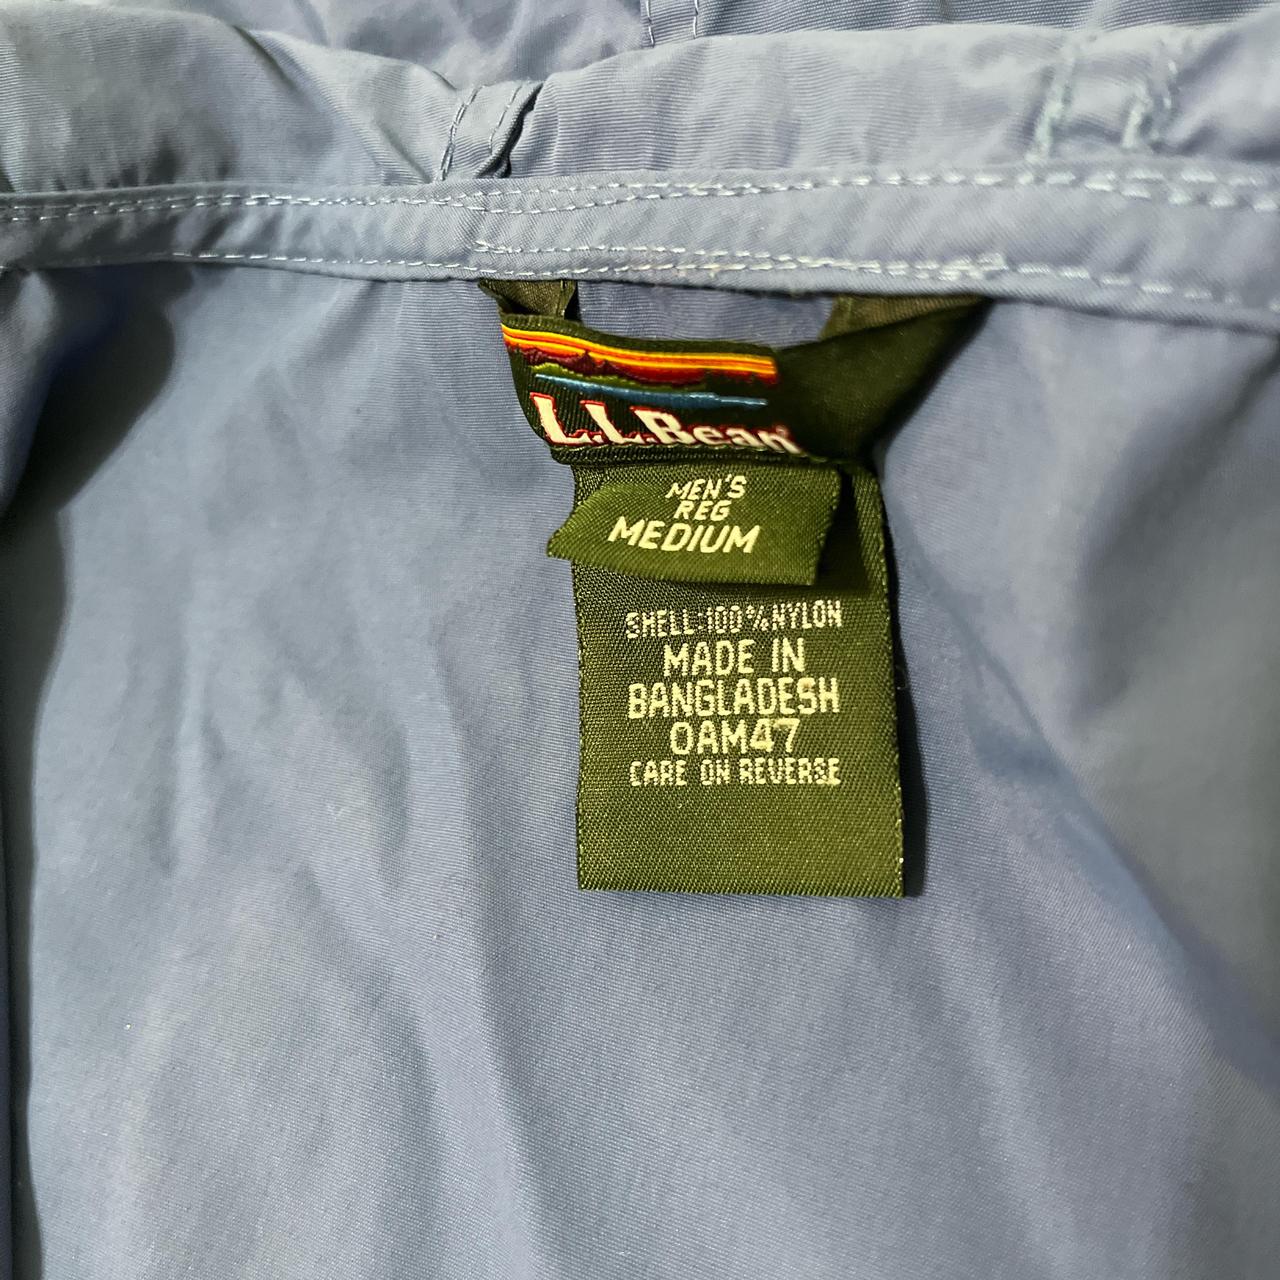 L.L.Bean
MEN'S
REG
MEDIUM
SHELL-100%NYLON
MADE IN
BANGLADESH
0AM47
CARE ON REVERSE